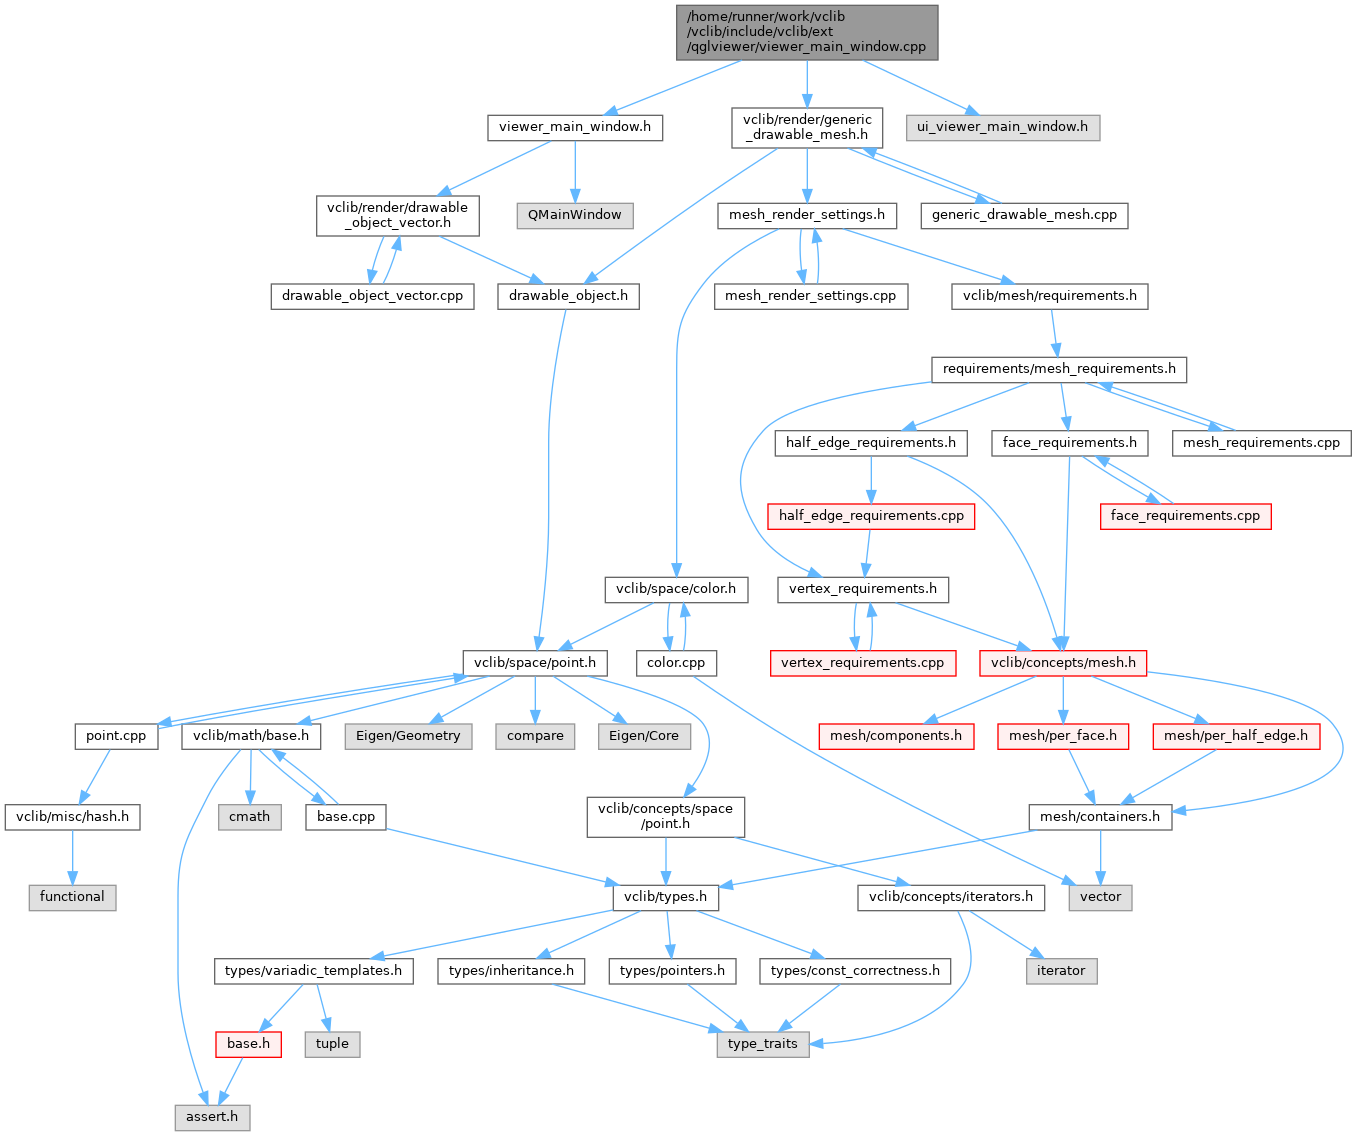 /home/runner/work/vclib
/vclib/include/vclib/ext
/qglviewer/viewer_main_window.cpp
viewer_main_window.h
vclib/render/generic
_drawable_mesh.h
ui_viewer_main_window.h
vclib/render/drawable
_object_vector.h
QMainWindow
mesh_render_settings.h
generic_drawable_mesh.cpp
drawable_object_vector.cpp
drawable_object.h
mesh_render_settings.cpp
vclib/mesh/requirements.h
requirements/mesh_requirements.h
half_edge_requirements.h
face_requirements.h
mesh_requirements.cpp
half_edge_requirements.cpp
face_requirements.cpp
vclib/space/color.h
vertex_requirements.h
vclib/space/point.h
color.cpp
vertex_requirements.cpp
vclib/concepts/mesh.h
point.cpp
vclib/math/base.h
Eigen/Geometry
compare
Eigen/Core
mesh/components.h
mesh/per_face.h
mesh/per_half_edge.h
vclib/misc/hash.h
cmath
base.cpp
vclib/concepts/space
/point.h
mesh/containers.h
functional
vclib/types.h
vclib/concepts/iterators.h
vector
types/variadic_templates.h
types/inheritance.h
types/pointers.h
types/const_correctness.h
iterator
base.h
tuple
type_traits
assert.h